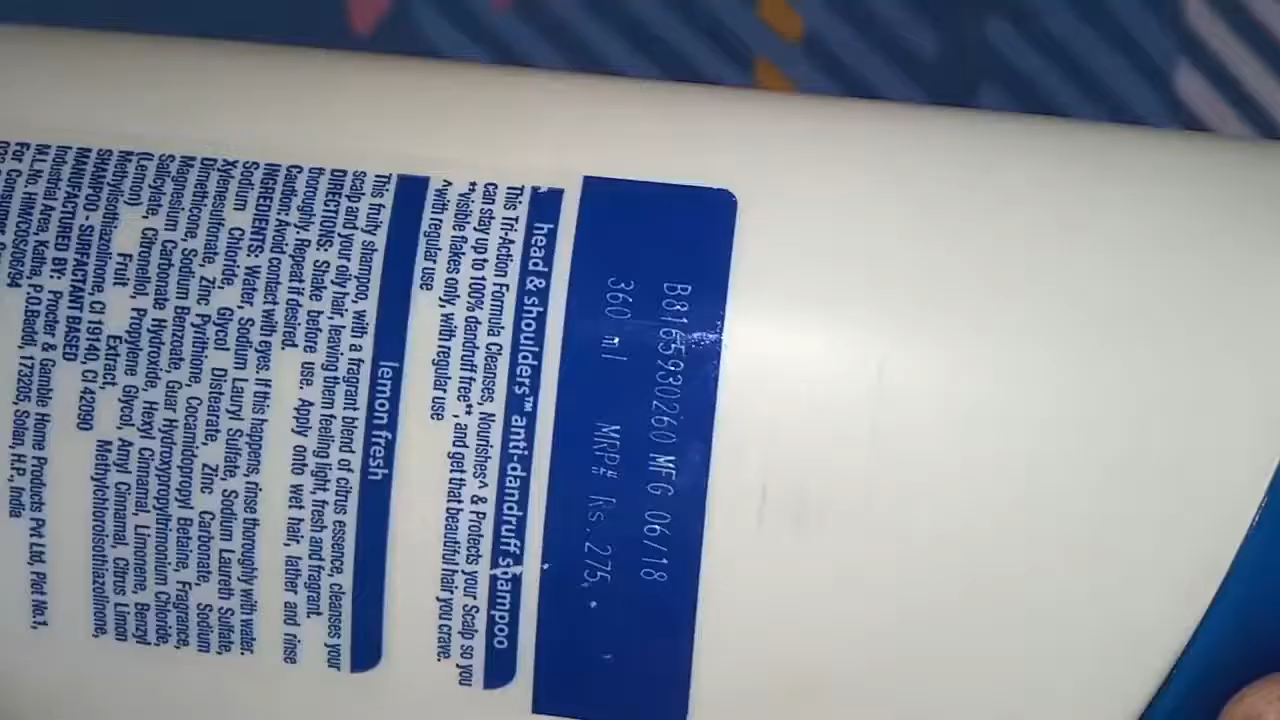 B8165930260 MFG 06/18
360 ml MRP# Rs.275.
head & shoulders™ anti-dandruff shampoo
This Tri-Action Formula Cleanses, Nourishes^ & Protects your Scalp so you
can stay up to 100% dandruff free**, and get that beautiful hair you crave.
**visible flakes only, with regular use
^with regular use
lemon fresh
This fruity shampoo, with a fragrant blend of citrus essence, cleanses your
scalp and your oily hair, leaving them feeling light, fresh and fragrant.
DIRECTIONS: Shake before use. Apply onto wet hair, lather and rinse
thoroughly. Repeat if desired.
Caution: Avoid contact with eyes. If this happens, rinse thoroughly with water.
INGREDIENTS: Water, Sodium Lauryl Sulfate, Sodium Laureth Sulfate,
Sodium Chloride, Glycol Distearate, Zinc Carbonate, Sodium
Xylenesulfonate, Zinc Pyrithione, Cocamidopropyl Betaine, Fragrance,
Dimethicone, Sodium Benzoate, Guar Hydroxypropyltrimonium Chloride,
Magnesium Carbonate Hydroxide, Hexyl Cinnamal, Limonene, Benzyl
Salicylate, Citronellol, Propylene Glycol, Amyl Cinnamal, Citrus Limon
(Lemon) Fruit Extract, Methylchloroisothiazolinone,
Methylisothiazolinone, CI 19140, CI 42090
SHAMPOO - SURFACTANT BASED
MANUFACTURED BY: Procter & Gamble Home Products Pvt Ltd, Plot No.1,
Industrial Area, Katha, P.O.Baddi, 173205, Solan, H.P., India
M.L.No. HIM/COS/08/94
For Consumer